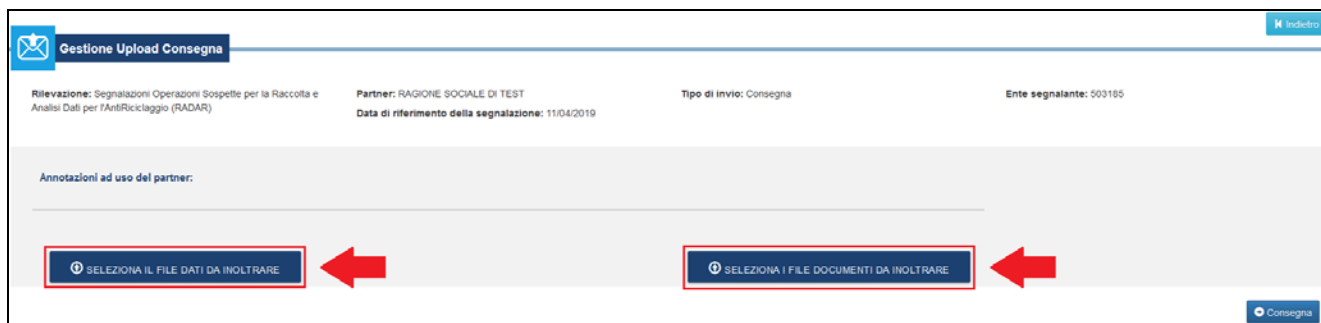 Indietro
Gestione Upload Consegna
Rilevazione: Segnalazioni Operazioni Sospette per la Raccolta e
Analisi Dati per l'AntiRiciclaggio (RADAR)
Partner: RAGIONE SOCIALE DI TEST
Data di riferimento della segnalazione: 11/04/2019
Tipo di invio: Consegna
Ente segnalante: 503185
Annotazioni ad uso del partner:
SELEZIONA IL FILE DATI DA INOLTRARE
SELEZIONA I FILE DOCUMENTI DA INOLTRARE
Consegna